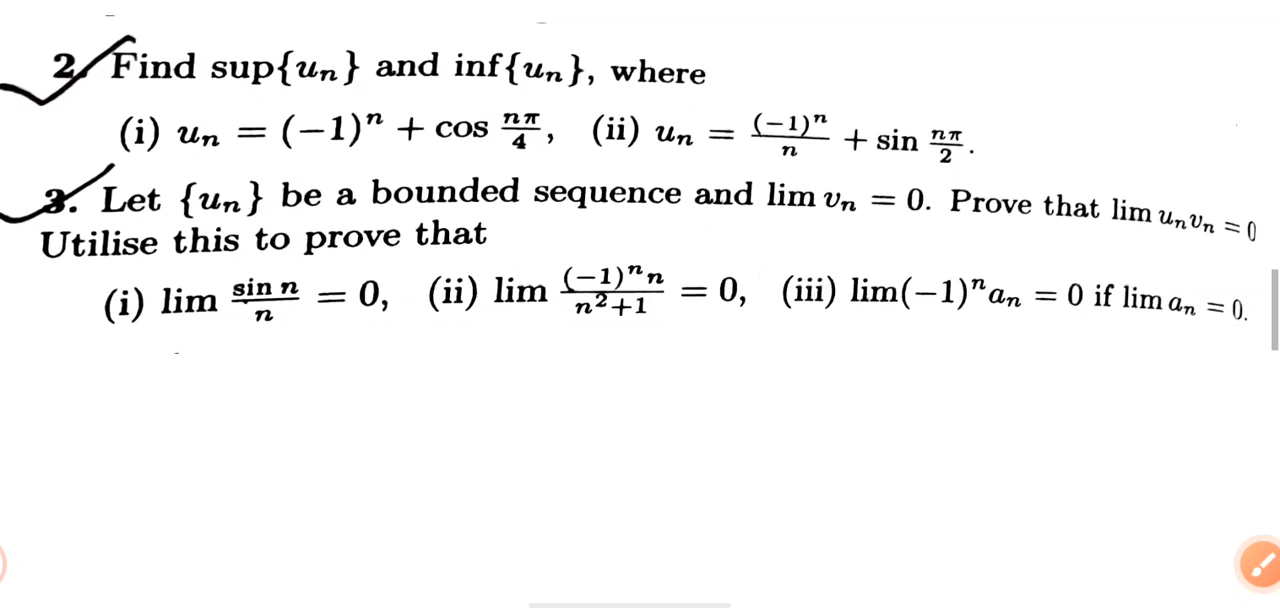 2. Find sup{uₙ} and inf{uₙ}, where
(i) uₙ = (−1)ⁿ + cos nπ/4, (ii) uₙ = (−1)ⁿ/n + sin nπ/2.
3. Let {uₙ} be a bounded sequence and lim vₙ = 0. Prove that lim uₙvₙ = 0
Utilise this to prove that
(i) lim sin n/n = 0, (ii) lim (−1)ⁿn/n²+1 = 0, (iii) lim(−1)ⁿaₙ = 0 if lim aₙ = 0.